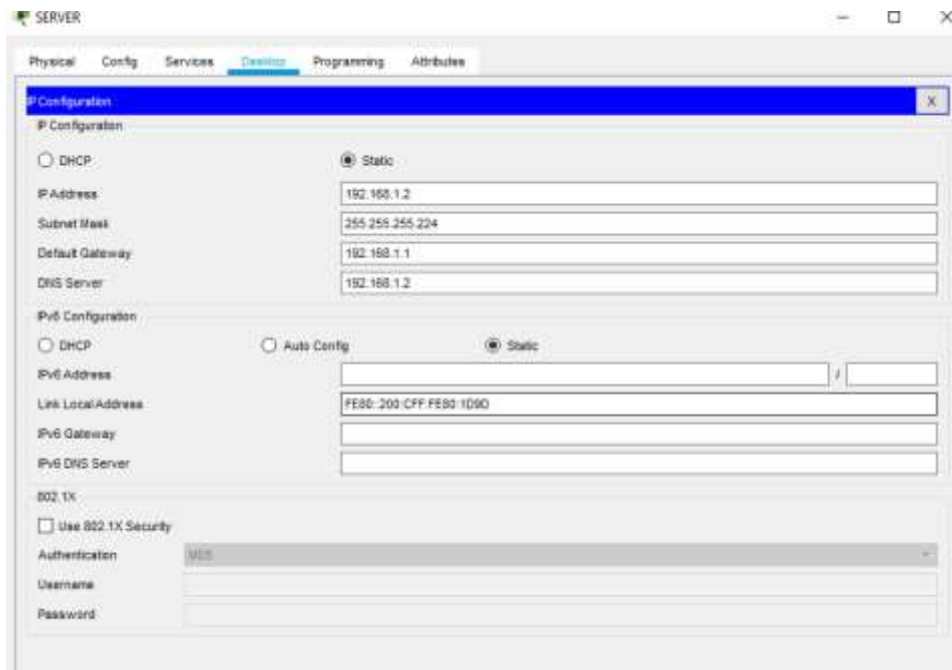 SERVER
Physical Config Services Desktop Programming Attributes
IP Configuration X
IP Configuration
DHCP Static
IP Address 192.168.1.2
Subnet Mask 255.255.255.224
Default Gateway 192.168.1.1
DNS Server 192.168.1.2
IPv6 Configuration
DHCP Auto Config Static
IPv6 Address /
Link Local Address FE80::200:CFF:FE80:1D9D
IPv6 Gateway
IPv6 DNS Server
802.1X
Use 802.1X Security
Authentication MD5
Username
Password